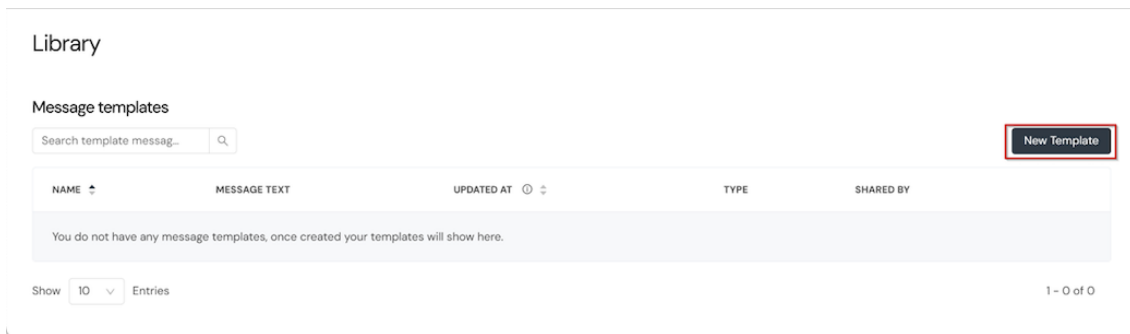 Library
Message templates
Search template messag...
New Template
NAME MESSAGE TEXT UPDATED AT TYPE SHARED BY
You do not have any message templates, once created your templates will show here.
Show 10 Entries 1 - 0 of 0